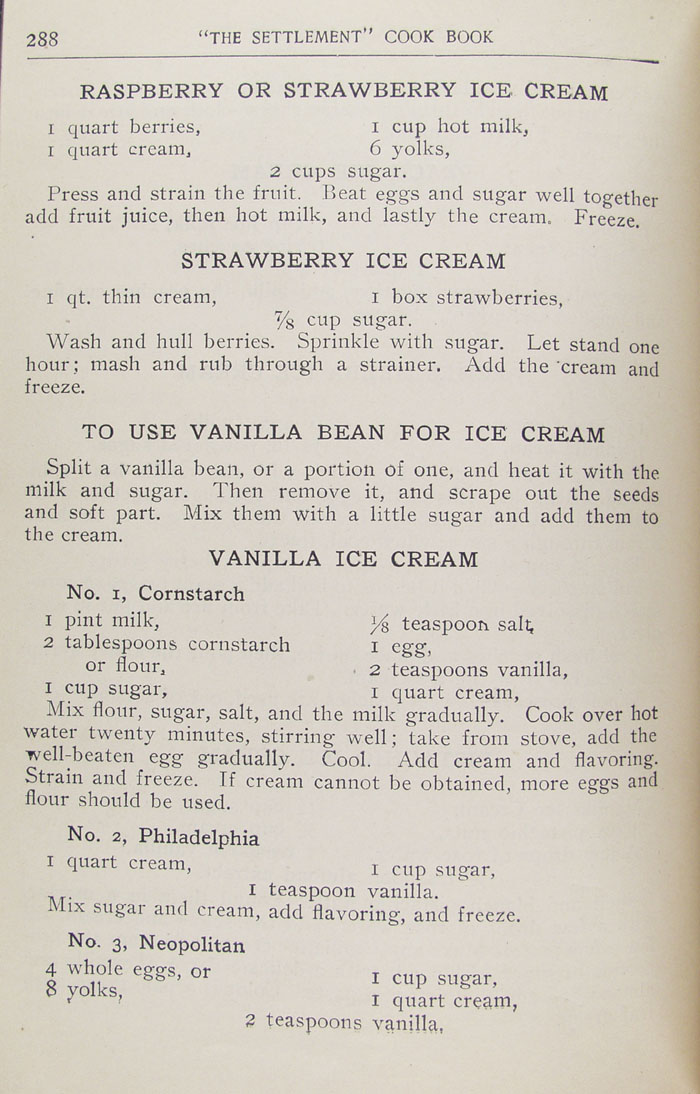 288 "THE SETTLEMENT" COOK BOOK
RASPBERRY OR STRAWBERRY ICE CREAM
1 quart berries, 1 cup hot milk,
1 quart cream, 6 yolks,
2 cups sugar.
Press and strain the fruit. Beat eggs and sugar well together
add fruit juice, then hot milk, and lastly the cream. Freeze.
STRAWBERRY ICE CREAM
1 qt. thin cream, 1 box strawberries,
⅞ cup sugar.
Wash and hull berries. Sprinkle with sugar. Let stand one
hour; mash and rub through a strainer. Add the cream and
freeze.
TO USE VANILLA BEAN FOR ICE CREAM
Split a vanilla bean, or a portion of one, and heat it with the
milk and sugar. Then remove it, and scrape out the seeds
and soft part. Mix them with a little sugar and add them to
the cream.
VANILLA ICE CREAM
No. 1, Cornstarch
1 pint milk, ⅛ teaspoon salt,
2 tablespoons cornstarch 1 egg,
or flour, 2 teaspoons vanilla,
1 cup sugar, 1 quart cream,
Mix flour, sugar, salt, and the milk gradually. Cook over hot
water twenty minutes, stirring well; take from stove, add the
well-beaten egg gradually. Cool. Add cream and flavoring.
Strain and freeze. If cream cannot be obtained, more eggs and
flour should be used.
No. 2, Philadelphia
1 quart cream, 1 cup sugar,
1 teaspoon vanilla.
Mix sugar and cream, add flavoring, and freeze.
No. 3, Neopolitan
4 whole eggs, or 1 cup sugar,
8 yolks, 1 quart cream,
2 teaspoons vanilla,